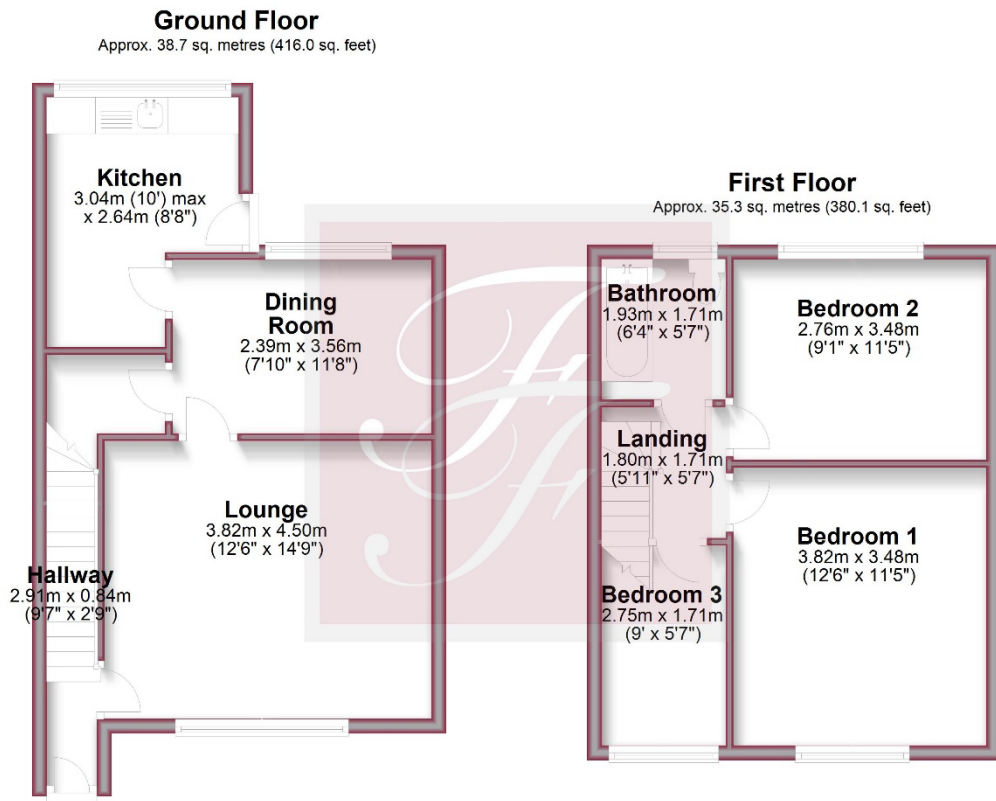 Ground Floor
Approx. 38.7 sq. metres (416.0 sq. feet)
Kitchen
3.04m (10') max
x 2.64m (8'8")
Dining
Room
2.39m x 3.56m
(7'10" x 11'8")
Lounge
3.82m x 4.50m
(12'6" x 14'9")
Hallway
2.91m x 0.84m
(9'7" x 2'9")
First Floor
Approx. 35.3 sq. metres (380.1 sq. feet)
Bathroom
1.93m x 1.71m
(6'4" x 5'7")
Bedroom 2
2.76m x 3.48m
(9'1" x 11'5")
Landing
1.80m x 1.71m
(5'11" x 5'7")
Bedroom 1
3.82m x 3.48m
(12'6" x 11'5")
Bedroom 3
2.75m x 1.71m
(9' x 5'7")